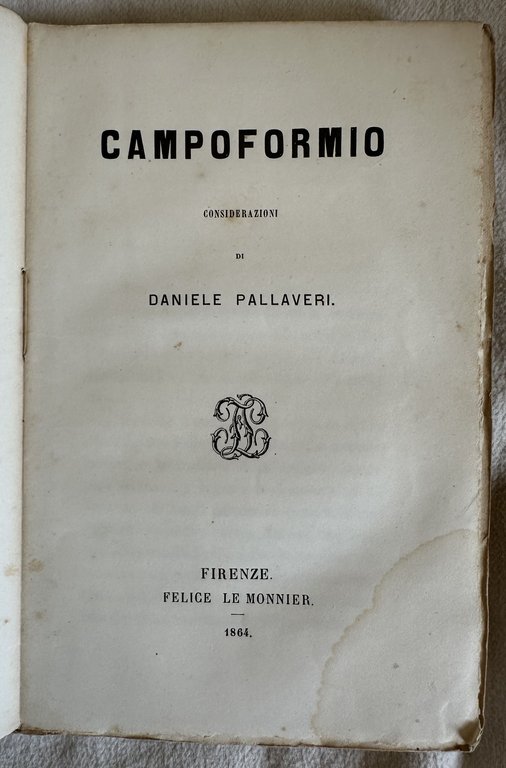 CAMPOFORMIO
CONSIDERAZIONI
DI
DANIELE PALLAVERI.
FIRENZE.
FELICE LE MONNIER.
1864.